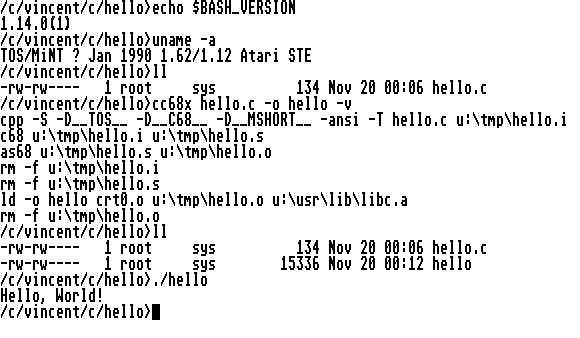 /c/vincent/c/hello>echo $BASH_VERSION
1.14.0(1)
/c/vincent/c/hello>uname -a
TOS/MiNT ? Jan 1990 1.62/1.12 Atari STE
/c/vincent/c/hello>ll
-rw-rw----   1 root     sys           134 Nov 20 00:06 hello.c
/c/vincent/c/hello>cc68x hello.c -o hello -v
cpp -S -D__TOS__ -D__C68__ -D__MSHORT__ -ansi -T hello.c u:\tmp\hello.i
c68 u:\tmp\hello.i u:\tmp\hello.s
as68 u:\tmp\hello.s u:\tmp\hello.o
rm -f u:\tmp\hello.i
rm -f u:\tmp\hello.s
ld -o hello crt0.o u:\tmp\hello.o u:\usr\lib\libc.a
rm -f u:\tmp\hello.o
/c/vincent/c/hello>ll
-rw-rw----   1 root     sys           134 Nov 20 00:06 hello.c
-rw-rw----   1 root     sys         15336 Nov 20 00:12 hello
/c/vincent/c/hello>./hello
Hello, World!
/c/vincent/c/hello>